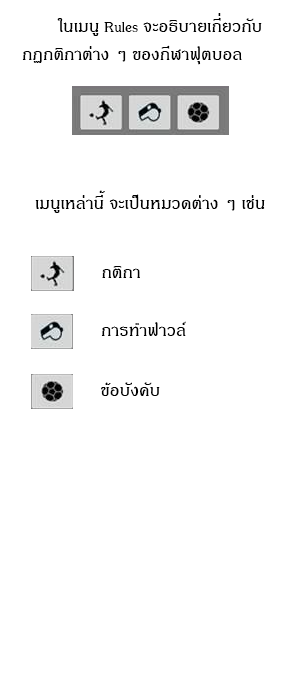 ในเมนู Rules จะอธิบายเกี่ยวกับ
กฏกติกาต่าง ๆ ของกีฬาฟุตบอล
เมนูเหล่านี้ จะเป็นหมวดต่าง ๆ เช่น
กติกา
การทำฟาวล์
ข้อบังคับ